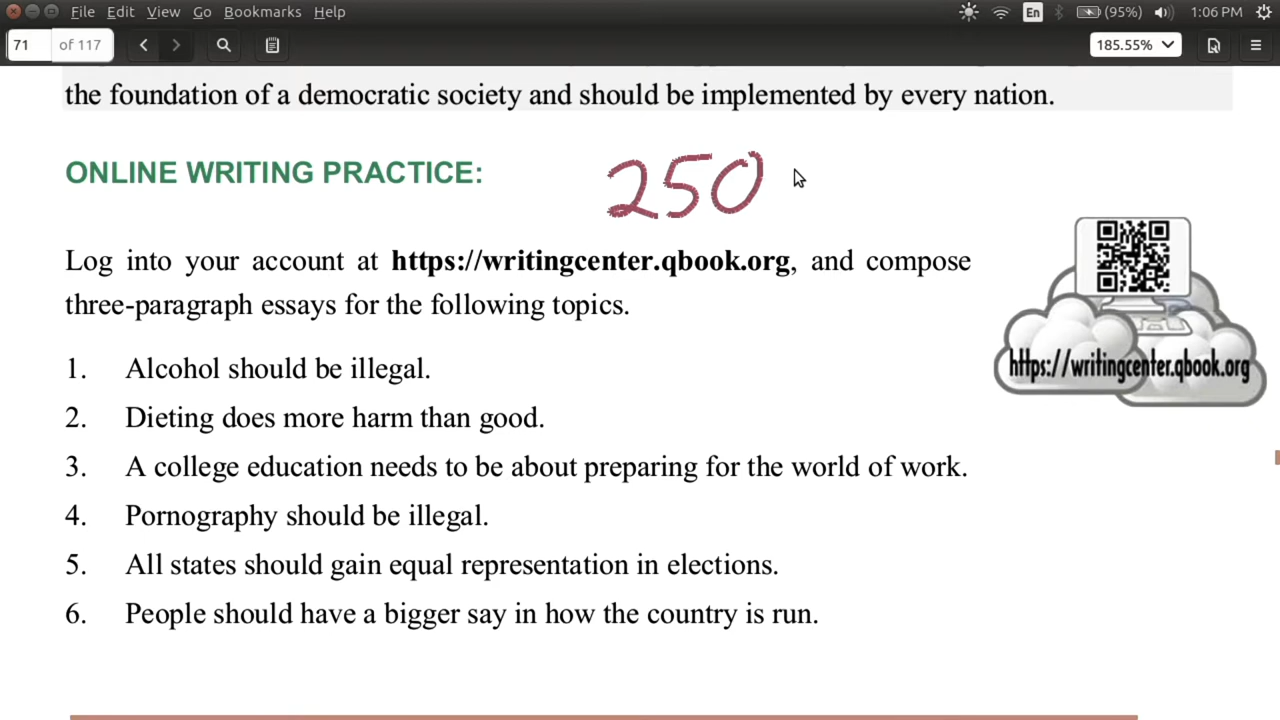 File Edit View Go Bookmarks Help En (95%) 1:06 PM
71 of 117 185.55%
the foundation of a democratic society and should be implemented by every nation.
ONLINE WRITING PRACTICE: 250
Log into your account at https://writingcenter.qbook.org, and compose
three-paragraph essays for the following topics.
https://writingcenter.qbook.org
1. Alcohol should be illegal.
2. Dieting does more harm than good.
3. A college education needs to be about preparing for the world of work.
4. Pornography should be illegal.
5. All states should gain equal representation in elections.
6. People should have a bigger say in how the country is run.